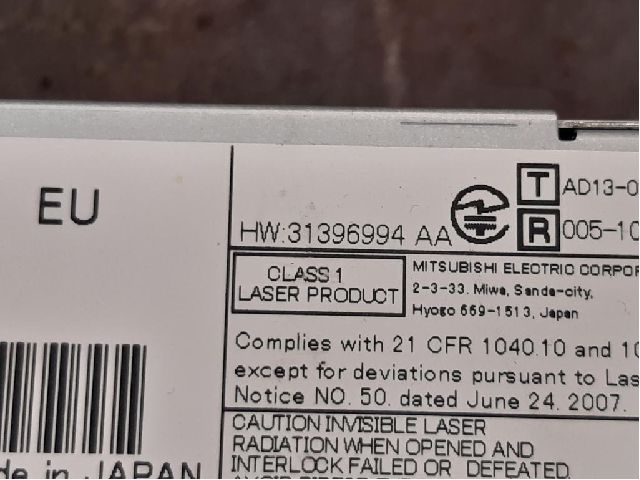 EU
de in JAPAN
T AD13-0
R 005-10
HW:31396994 AA
CLASS 1
LASER PRODUCT
MITSUBISHI ELECTRIC CORPOR
2-3-33. Miwa, Sanda-city,
Hyogo 669-1513, Japan
Complies with 21 CFR 1040.10 and 10
except for deviations pursuant to Las
Notice NO. 50. dated June 24. 2007.
CAUTION INVISIBLE LASER
RADIATION WHEN OPENED AND
INTERLOCK FAILED OR DEFEATED.